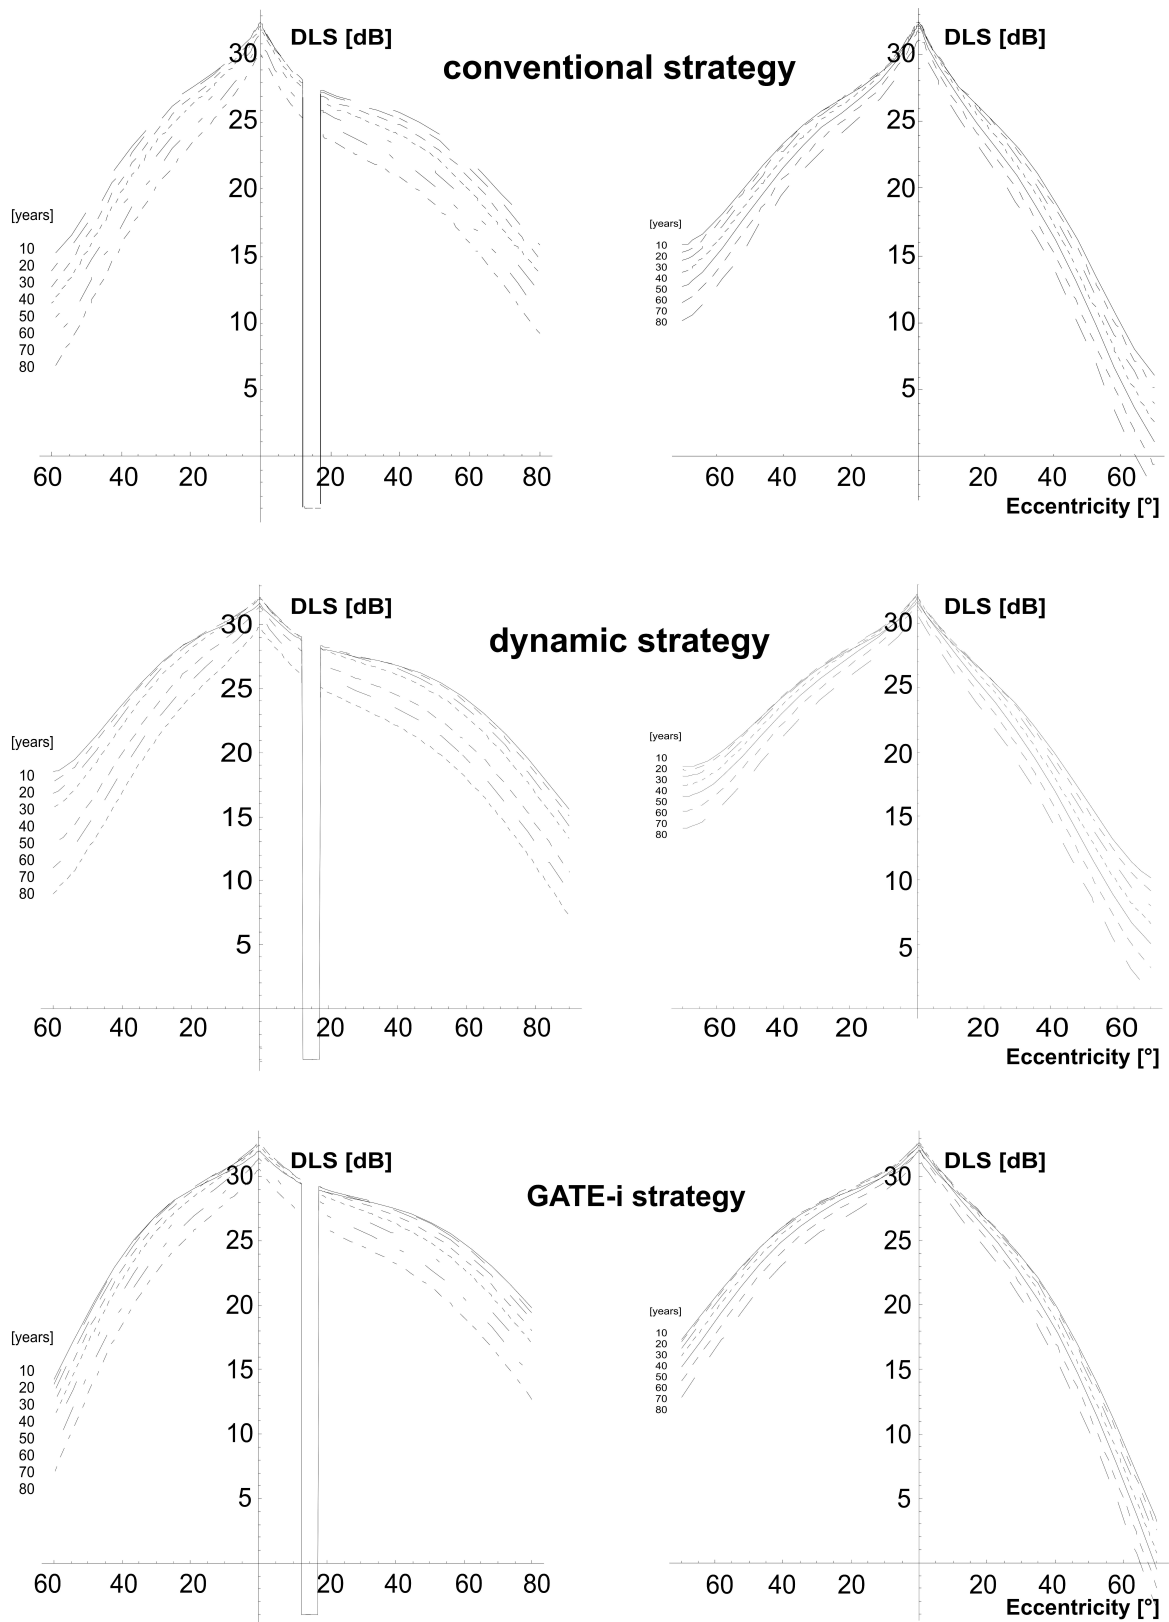 DLS [dB] DLS [dB]
conventional strategy
30 30
25 25
20 20
[years] [years]
15 15
10 10
20 20
30 30
40 40
50 50
60 60
70 70
80 80
10 10
5 5
60 40 20 20 40 60 80 60 40 20 20 40 60
Eccentricity [°]
DLS [dB] DLS [dB]
dynamic strategy
30 30
25 25
20 20
[years] [years]
10 10
20 20
30 30
40 40
50 50
60 60
70 70
80 80
15 15
10 10
5 5
60 40 20 20 40 60 80 60 40 20 20 40 60
Eccentricity [°]
DLS [dB] DLS [dB]
GATE-i strategy
30 30
25 25
20 20
[years] [years]
10 10
20 20
30 30
40 40
50 50
60 60
70 70
80 80
15 15
10 10
5 5
60 40 20 20 40 60 80 60 40 20 20 40 60
Eccentricity [°]